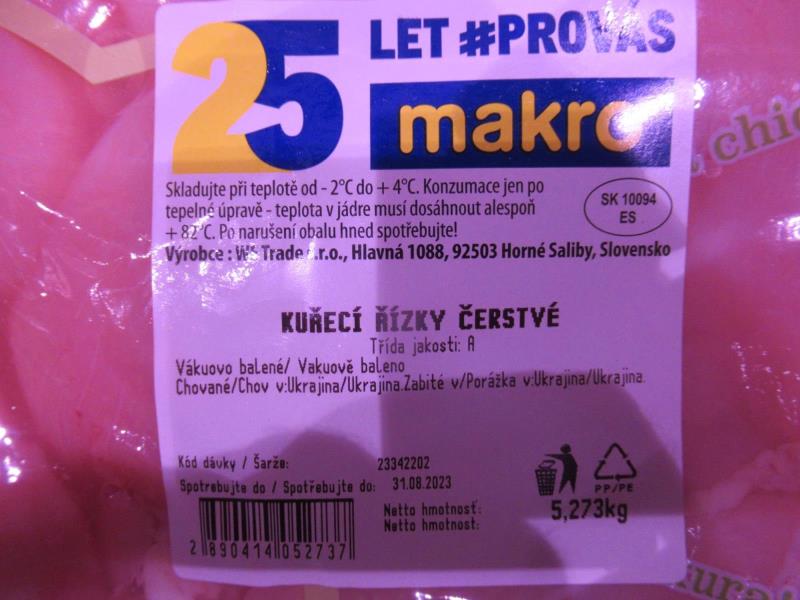 25 LET #PROVÁS
makro
Skladujte při teplotě od - 2°C do + 4°C. Konzumace jen po
tepelné úpravě - teplota v jádre musí dosáhnout alespoň
+ 82°C. Po narušení obalu hned spotřebujte!
SK 10094
ES
Výrobce : WS Trade s.r.o., Hlavná 1088, 92503 Horné Saliby, Slovensko
KUŘECÍ ŘÍZKY ČERSTVÉ
Třída jakosti: A
Vákuovo balené/ Vakuově baleno
Chované/Chov v:Ukrajina/Ukrajina.Zabité v/Porážka v:Ukrajina/Ukrajina.
Kód dávky / Šarže: 23342202
Spotrebujte do / Spotřebujte do: 31.08.2023
Netto hmotnosť:
Netto hmotnost:
5,273kg
PP/PE
2 890414 052737